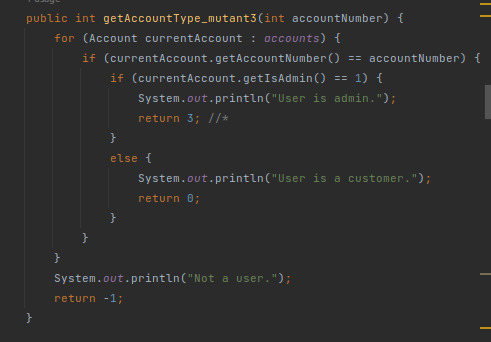 public int getAccountType_mutant3(int accountNumber) {
for (Account currentAccount : accounts) {
if (currentAccount.getAccountNumber() == accountNumber) {
if (currentAccount.getIsAdmin() == 1) {
System.out.println("User is admin.");
return 3; //*
}
else {
System.out.println("User is a customer.");
return 0;
}
}
}
System.out.println("Not a user.");
return -1;
}